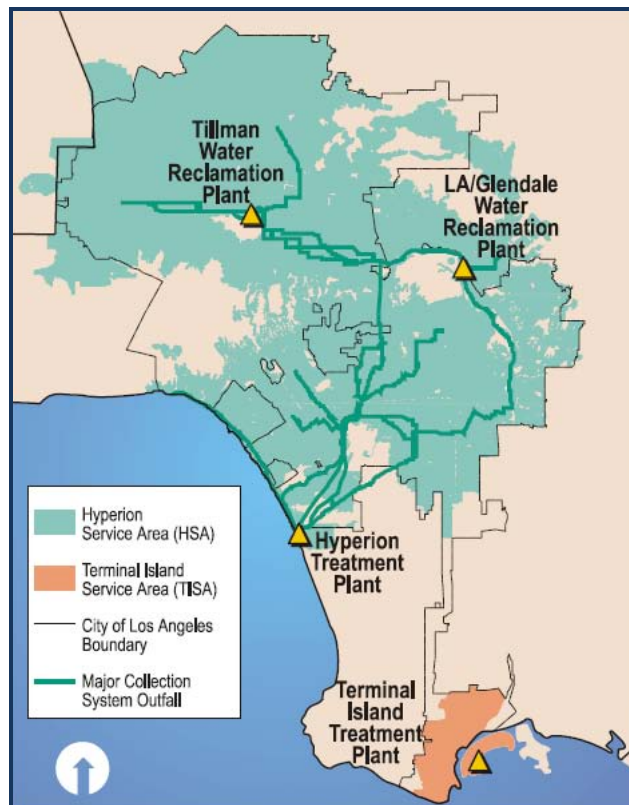 Tillman
Water
Reclamation
Plant
LA/Glendale
Water
Reclamation
Plant
Hyperion
Service Area (HSA)
Terminal Island
Service Area (TISA)
City of Los Angeles
Boundary
Major Collection
System Outfall
Hyperion
Treatment
Plant
Terminal
Island
Treatment
Plant